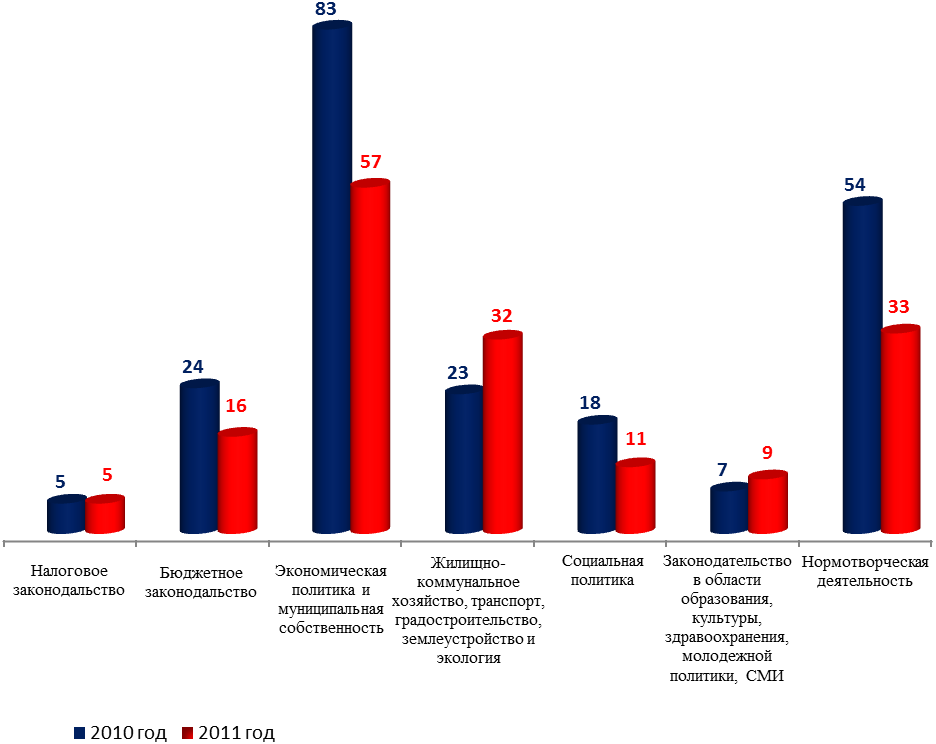 83
57
54
33
32
24
23
18
16
11
9
7
5
5
Налоговое
законодальство
Бюджетное
законодальство
Экономическая
политика и
муниципальная
собственность
Жилищно-
коммунальное
хозяйство, транспорт,
градостроительство,
землеустройство и
экология
Социальная
политика
Законодательство
в области
образования,
культуры,
здравоохранения,
молодежной
политики, СМИ
Нормотворческая
деятельность
2010 год
2011 год